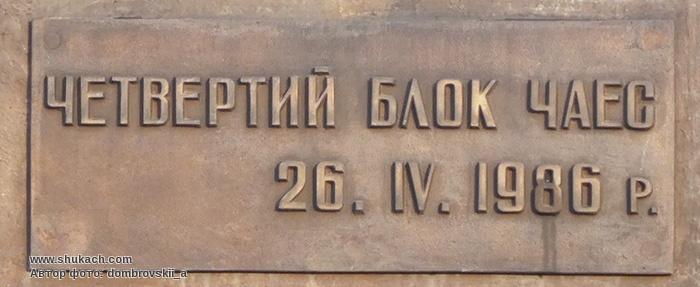 ЧЕТВЕРТИЙ БЛОК ЧАЕС
26. IV. 1986 Р.
www.shukach.com
Автор фото: dombrovskii_a